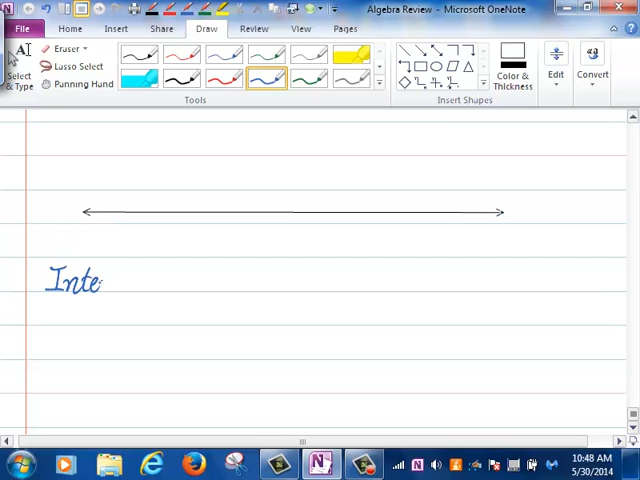 Algebra Review - Microsoft OneNote
File Home Insert Share Draw Review View Pages
Select & Type
Eraser
Lasso Select
Panning Hand
Color & Thickness
Edit
Convert
Tools
Insert Shapes
Inte
10:48 AM
5/30/2014